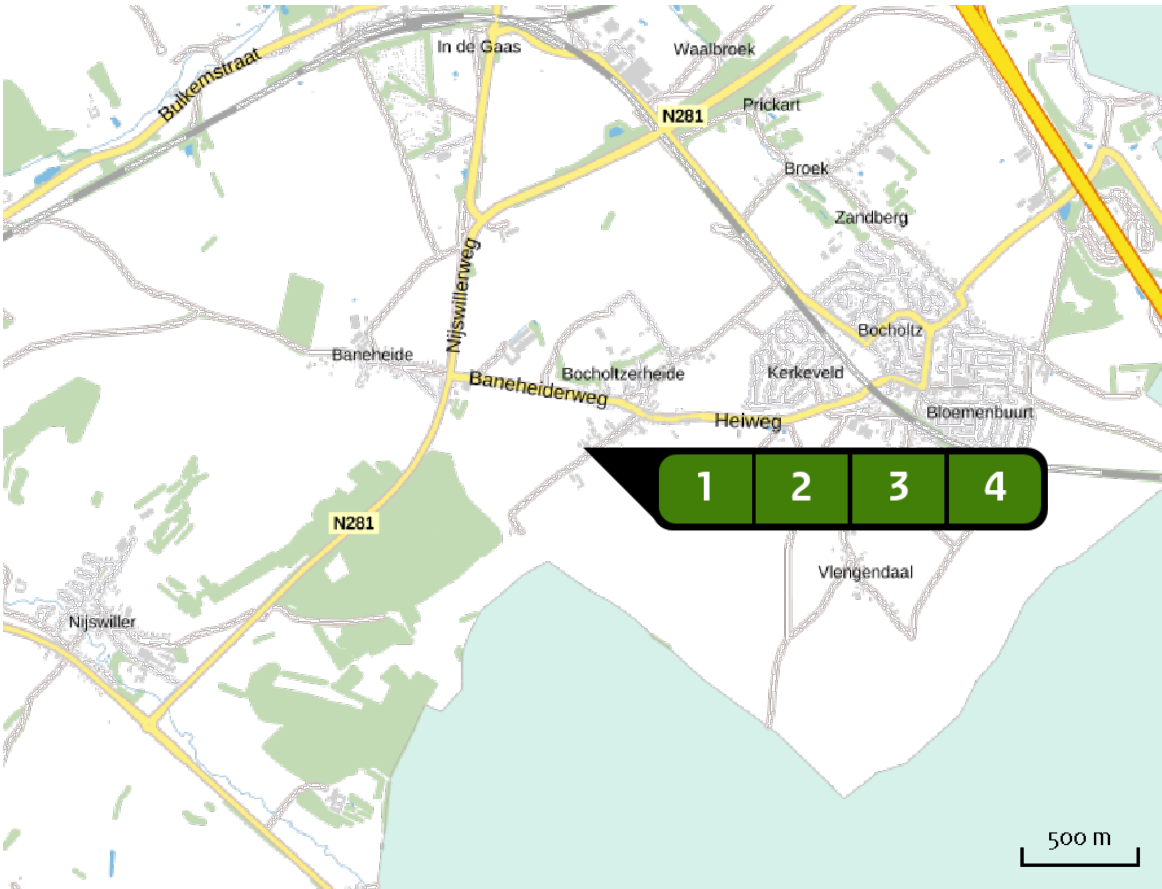 In de Gaas
Waalbroek
Bulkemstraat
Prickart
N281
Broek
Zandberg
Nijswillerweg
Bocholtz
Baneheide
Bocholtzerheide
Kerkeveld
Baneheiderweg
Bloemenbuurt
Heiweg
1 2 3 4
N281
Vlengendaal
Nijswiller
500 m